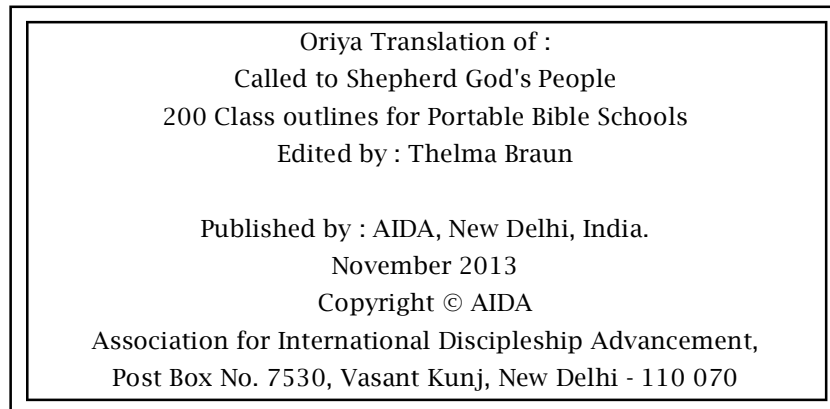 Oriya Translation of :
Called to Shepherd God's People
200 Class outlines for Portable Bible Schools
Edited by : Thelma Braun
Published by : AIDA, New Delhi, India.
November 2013
Copyright © AIDA
Association for International Discipleship Advancement,
Post Box No. 7530, Vasant Kunj, New Delhi - 110 070